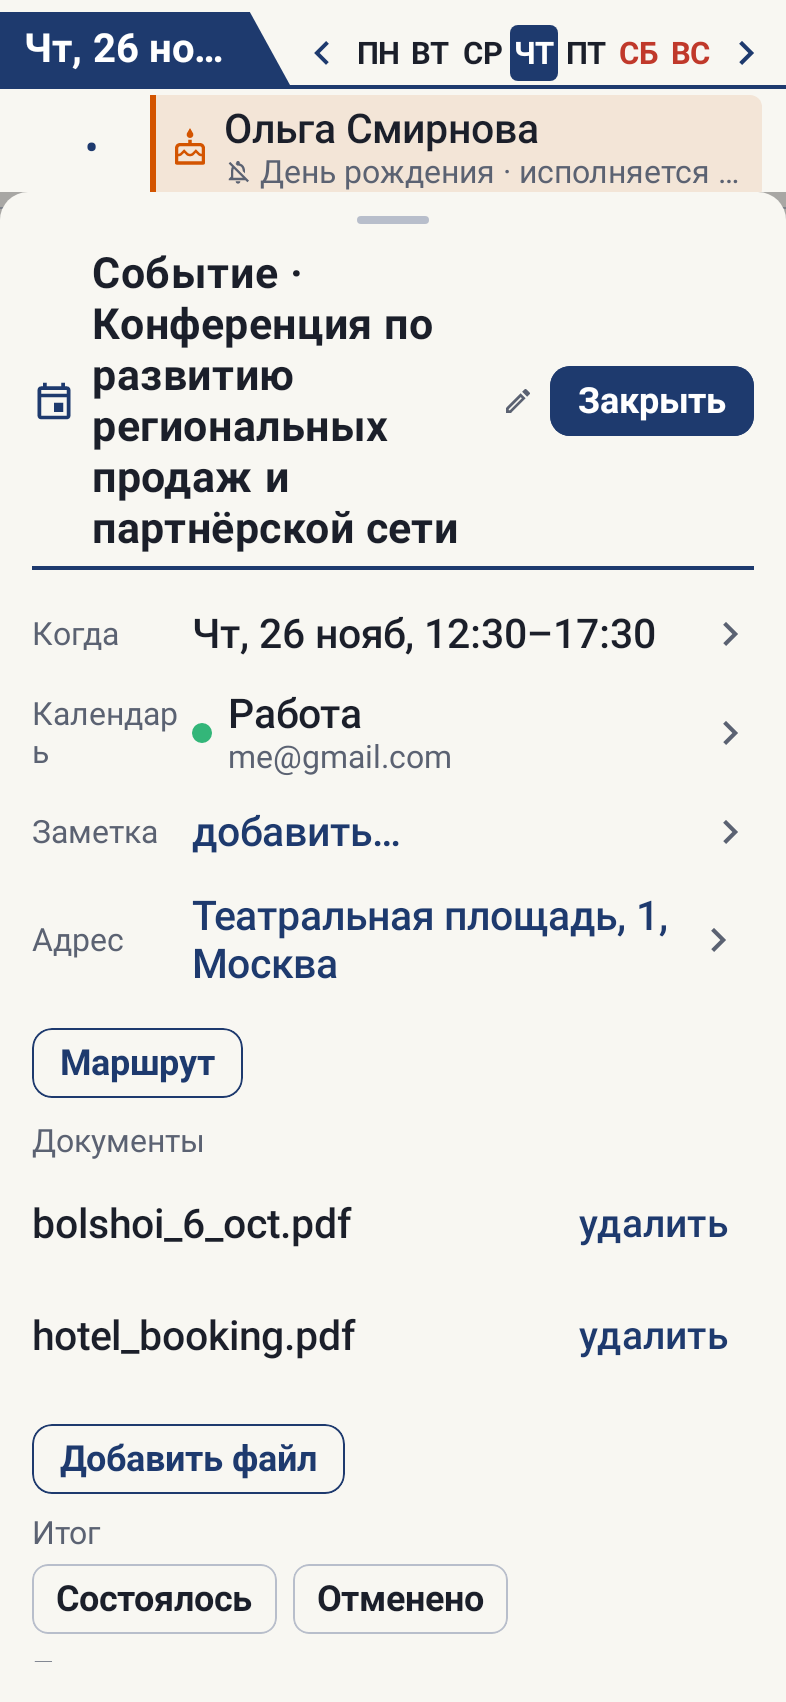 Чт, 26 но...
ПН ВТ СР ЧТ ПТ СБ ВС
Ольга Смирнова
День рождения · исполняется ...
Событие ·
Конференция по
развитию
региональных
продаж и
партнёрской сети
Закрыть
Когда
Чт, 26 нояб, 12:30–17:30
Календар
ь
Работа
me@gmail.com
Заметка
добавить...
Адрес
Театральная площадь, 1,
Москва
Маршрут
Документы
bolshoi_6_oct.pdf
удалить
hotel_booking.pdf
удалить
Добавить файл
Итог
Состоялось
Отменено